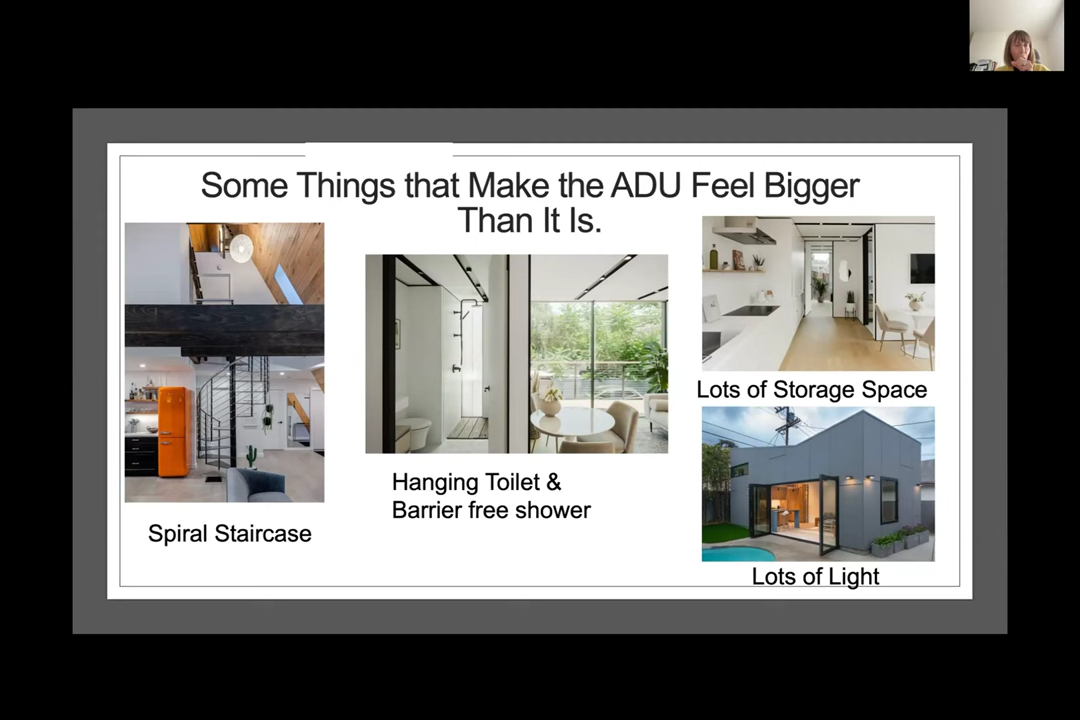 Some Things that Make the ADU Feel Bigger
Than It Is.
Spiral Staircase
Hanging Toilet &
Barrier free shower
Lots of Storage Space
Lots of Light